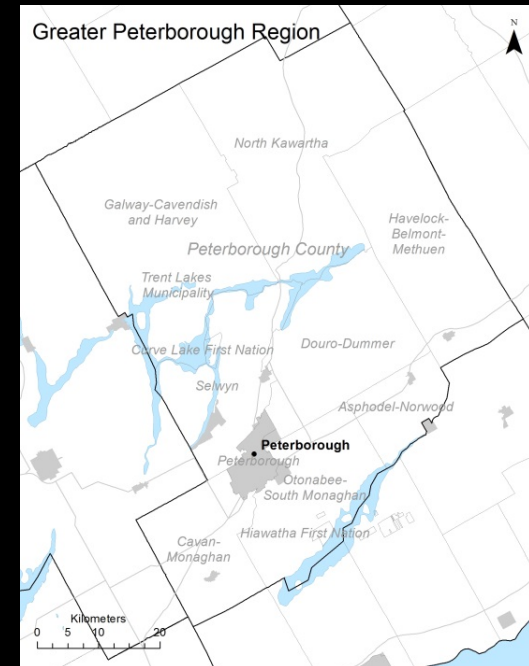 Greater Peterborough Region
N
North Kawartha
Galway-Cavendish
and Harvey
Havelock-
Belmont-
Methuen
Peterborough County
Trent Lakes
Municipality
Curve Lake First Nation
Douro-Dummer
Selwyn
Asphodel-Norwood
Peterborough
Peterborough
Otonabee-
South Monaghan
Hiawatha First Nation
Cavan-
Monaghan
Kilometers
0 5 10 20